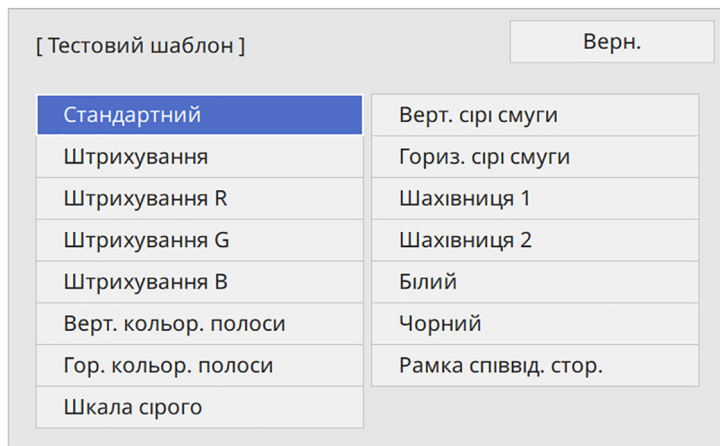 [ Тестовий шаблон ]
Верн.
Стандартний
Штрихування
Штрихування R
Штрихування G
Штрихування B
Верт. кольор. полоси
Гор. кольор. полоси
Шкала сірого
Верт. сірі смуги
Гориз. сірі смуги
Шахівниця 1
Шахівниця 2
Білий
Чорний
Рамка співвід. стор.